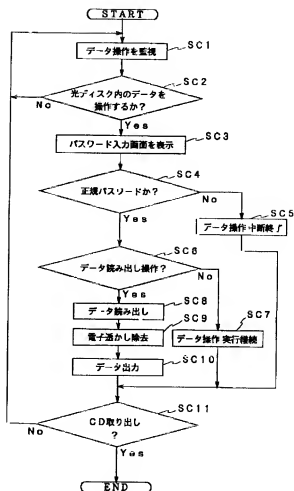 START
データ操作を監視
SC1
SC2
光ディスク内のデータを
操作するか?
No
Yes
SC3
パスワード入力画面を表示
SC4
正規パスワードか?
No
Yes
SC5
データ操作 中断終了
SC6
データ読み出し操作?
No
Yes
SC8
データ読み出し
SC9
電子透かし除去
SC7
データ操作 実行継続
SC10
データ出力
SC11
CD取り出し
?
No
Yes
END